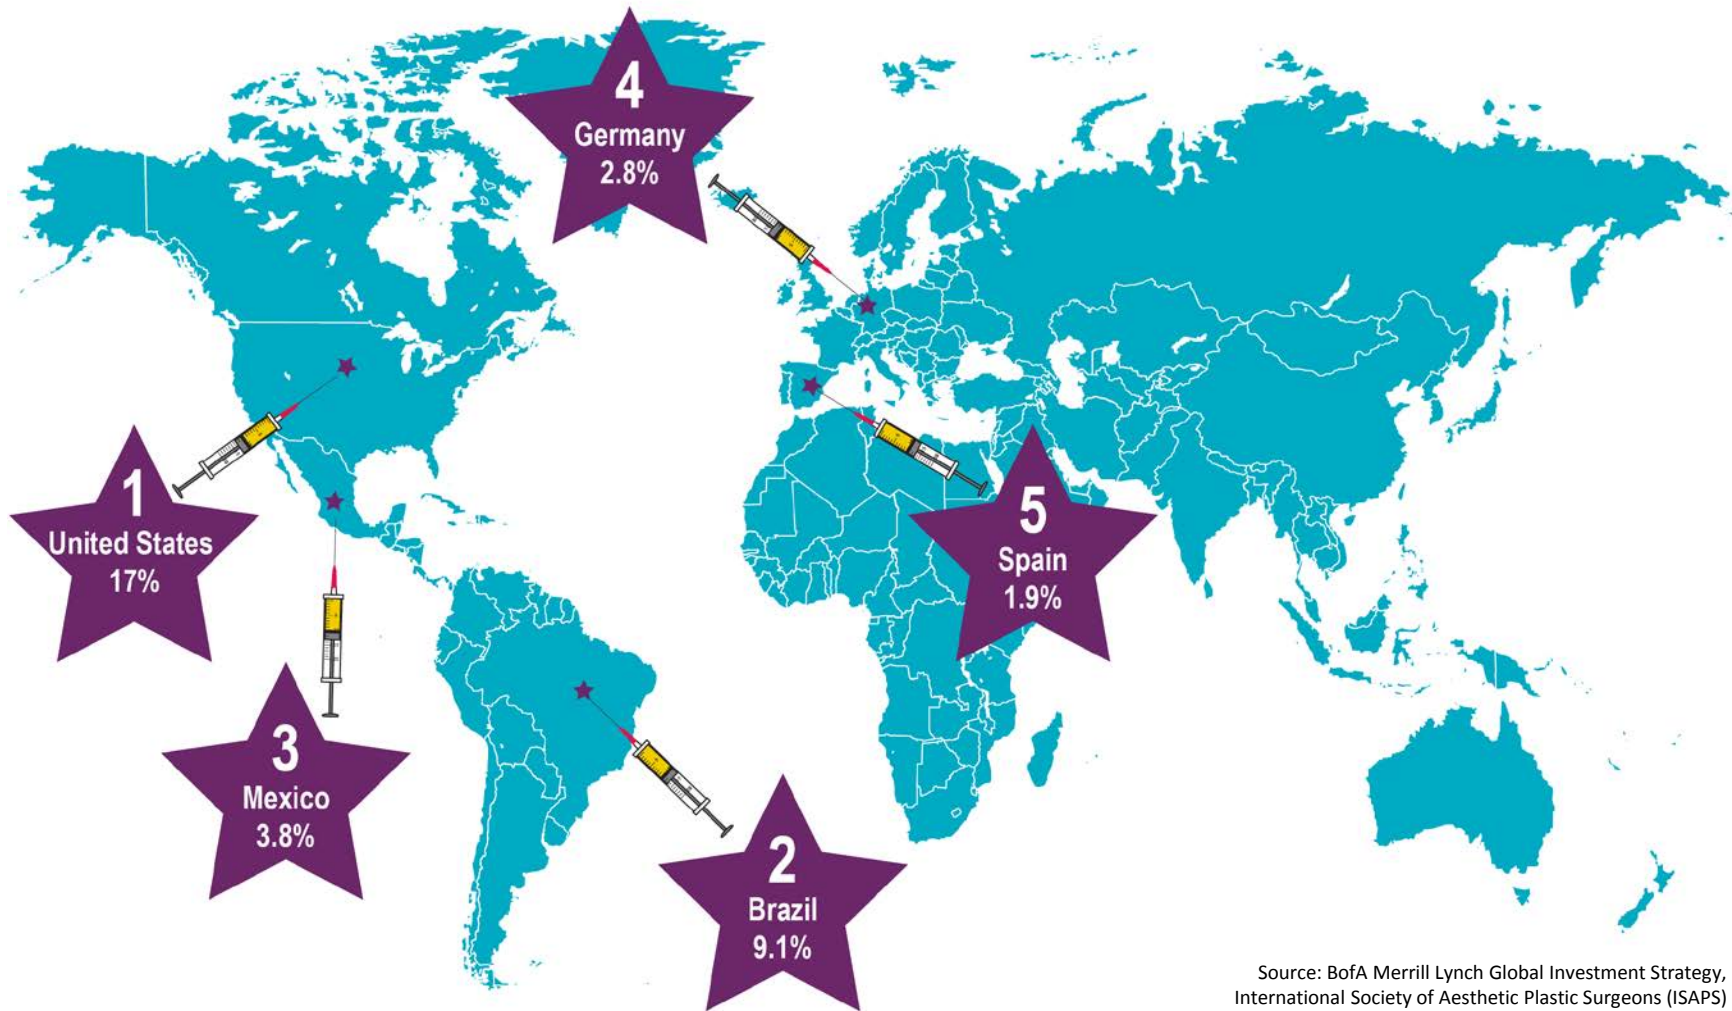 4
Germany
2.8%
1
United States
17%
5
Spain
1.9%
3
Mexico
3.8%
2
Brazil
9.1%
Source: BofA Merrill Lynch Global Investment Strategy,
International Society of Aesthetic Plastic Surgeons (ISAPS)